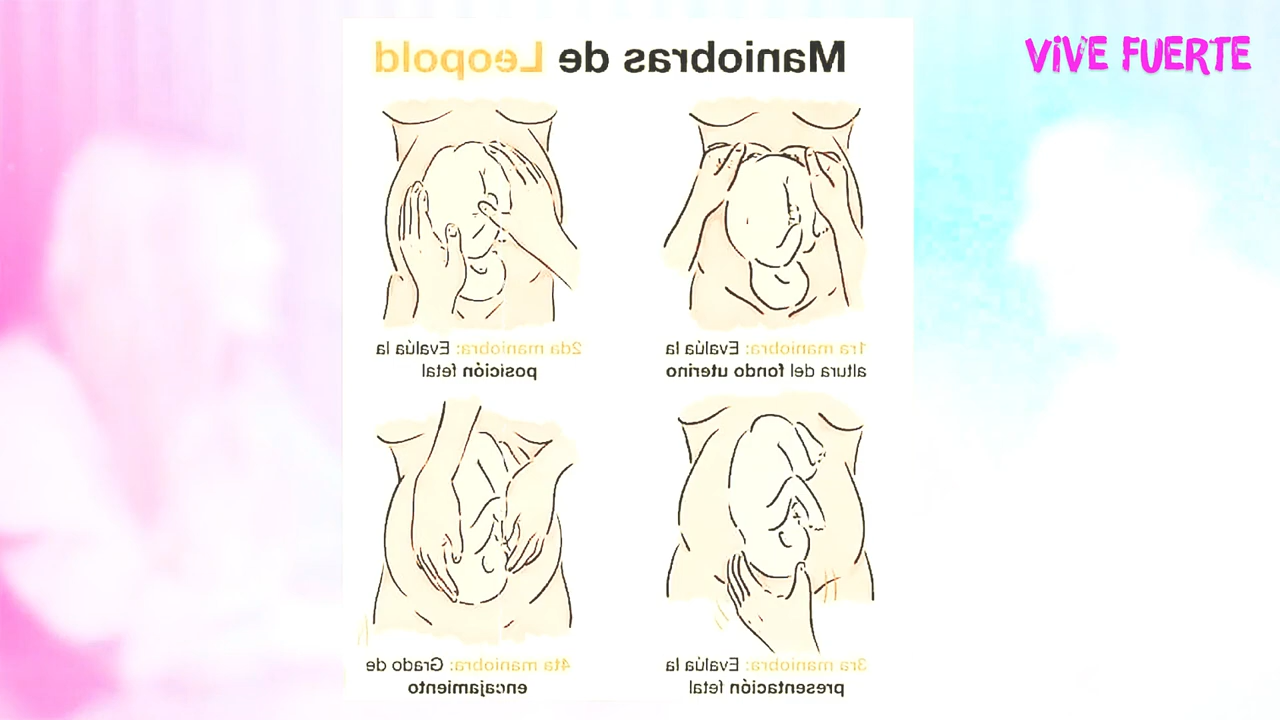 VIVE FUERTE
Maniobras de Leopold
1ra maniobra: Evalúa la
altura del fondo uterino
2da maniobra: Evalúa la
posición fetal
3ra maniobra: Evalúa la
presentación fetal
4ta maniobra: Grado de
encajamiento